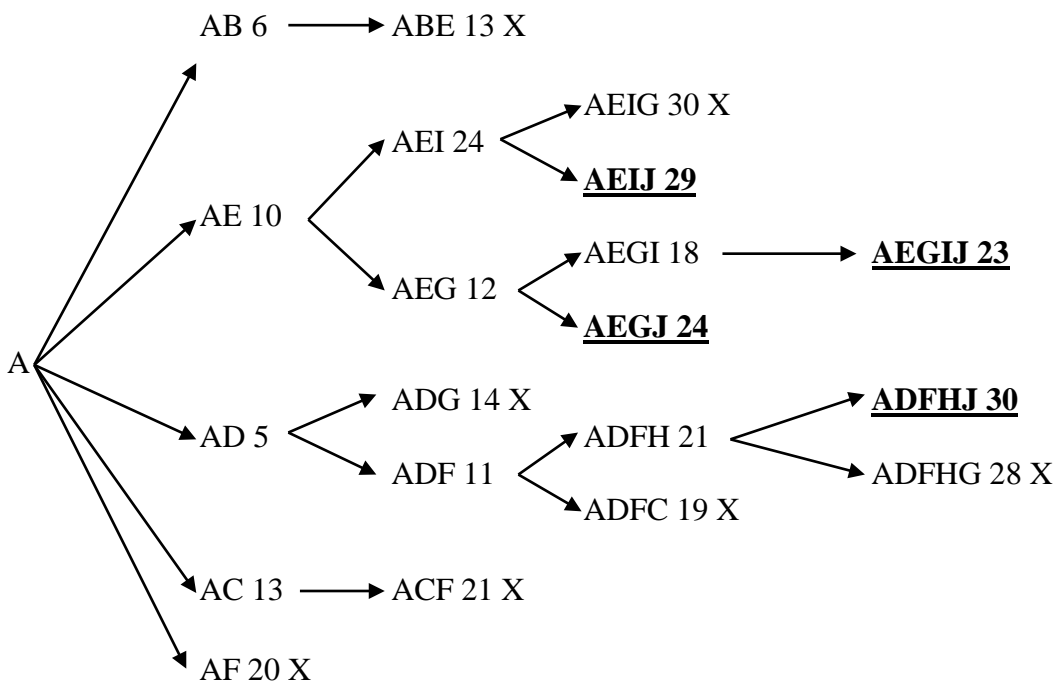 AB 6
ABE 13 X
AEIG 30 X
AEI 24
AEIJ 29
AE 10
AEGI 18
AEGIJ 23
AEG 12
AEGJ 24
A
ADG 14 X
ADFHJ 30
AD 5
ADFH 21
ADF 11
ADFHG 28 X
ADFC 19 X
AC 13
ACF 21 X
AF 20 X